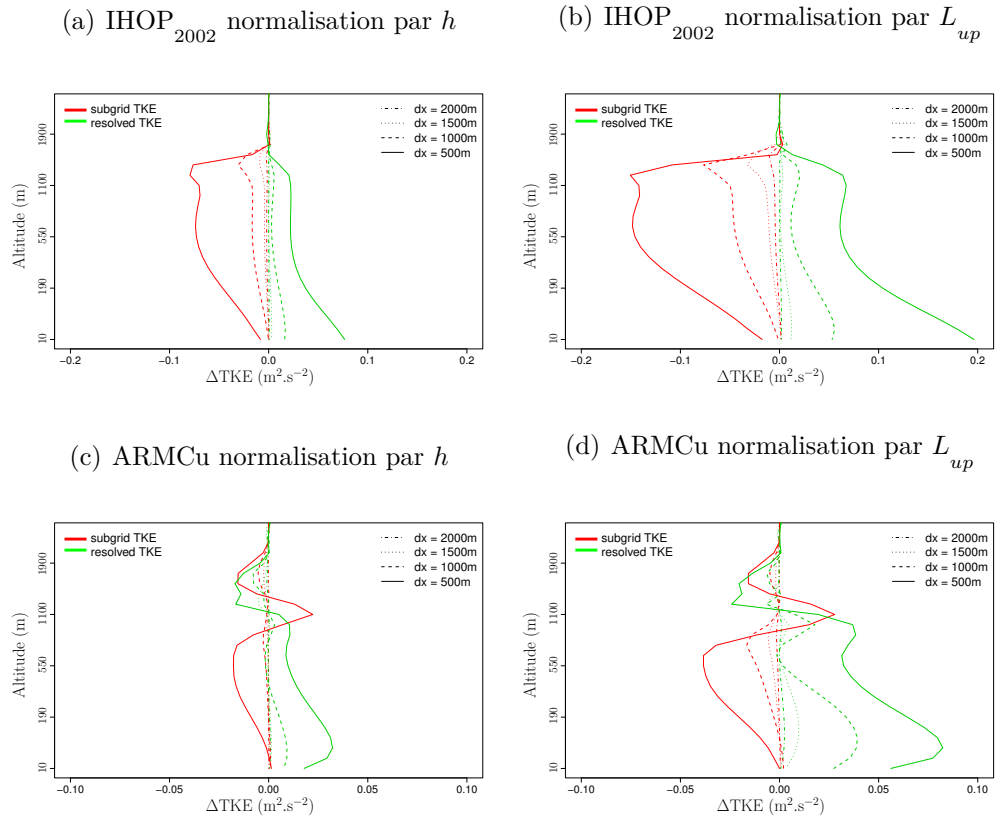 (a) IHOP2002 normalisation par h
subgrid TKE
resolved TKE
dx = 2000m
dx = 1500m
dx = 1000m
dx = 500m
Altitude (m)
1900
1100
550
190
10
−0.2 −0.1 0.0 0.1 0.2
ΔTKE (m².s⁻²)
(b) IHOP2002 normalisation par Lup
subgrid TKE
resolved TKE
dx = 2000m
dx = 1500m
dx = 1000m
dx = 500m
Altitude (m)
1900
1100
550
190
10
−0.2 −0.1 0.0 0.1 0.2
ΔTKE (m².s⁻²)
(c) ARMCu normalisation par h
subgrid TKE
resolved TKE
dx = 2000m
dx = 1500m
dx = 1000m
dx = 500m
Altitude (m)
1900
1100
550
190
10
−0.10 −0.05 0.00 0.05 0.10
ΔTKE (m².s⁻²)
(d) ARMCu normalisation par Lup
subgrid TKE
resolved TKE
dx = 2000m
dx = 1500m
dx = 1000m
dx = 500m
Altitude (m)
1900
1100
550
190
10
−0.10 −0.05 0.00 0.05 0.10
ΔTKE (m².s⁻²)